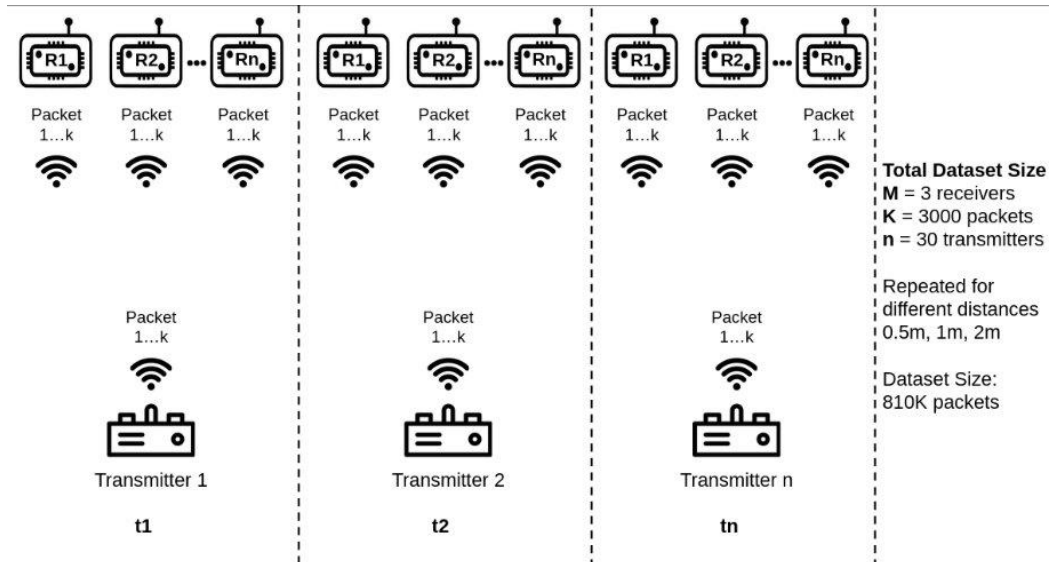 R1 R2 ••• Rn R1 R2 ••• Rn R1 R2 ••• Rn
Packet Packet Packet Packet Packet Packet Packet Packet Packet
1...k 1...k 1...k 1...k 1...k 1...k 1...k 1...k 1...k
Packet Packet Packet
1...k 1...k 1...k
Transmitter 1 Transmitter 2 Transmitter n
t1 t2 tn
Total Dataset Size
M = 3 receivers
K = 3000 packets
n = 30 transmitters
Repeated for
different distances
0.5m, 1m, 2m
Dataset Size:
810K packets